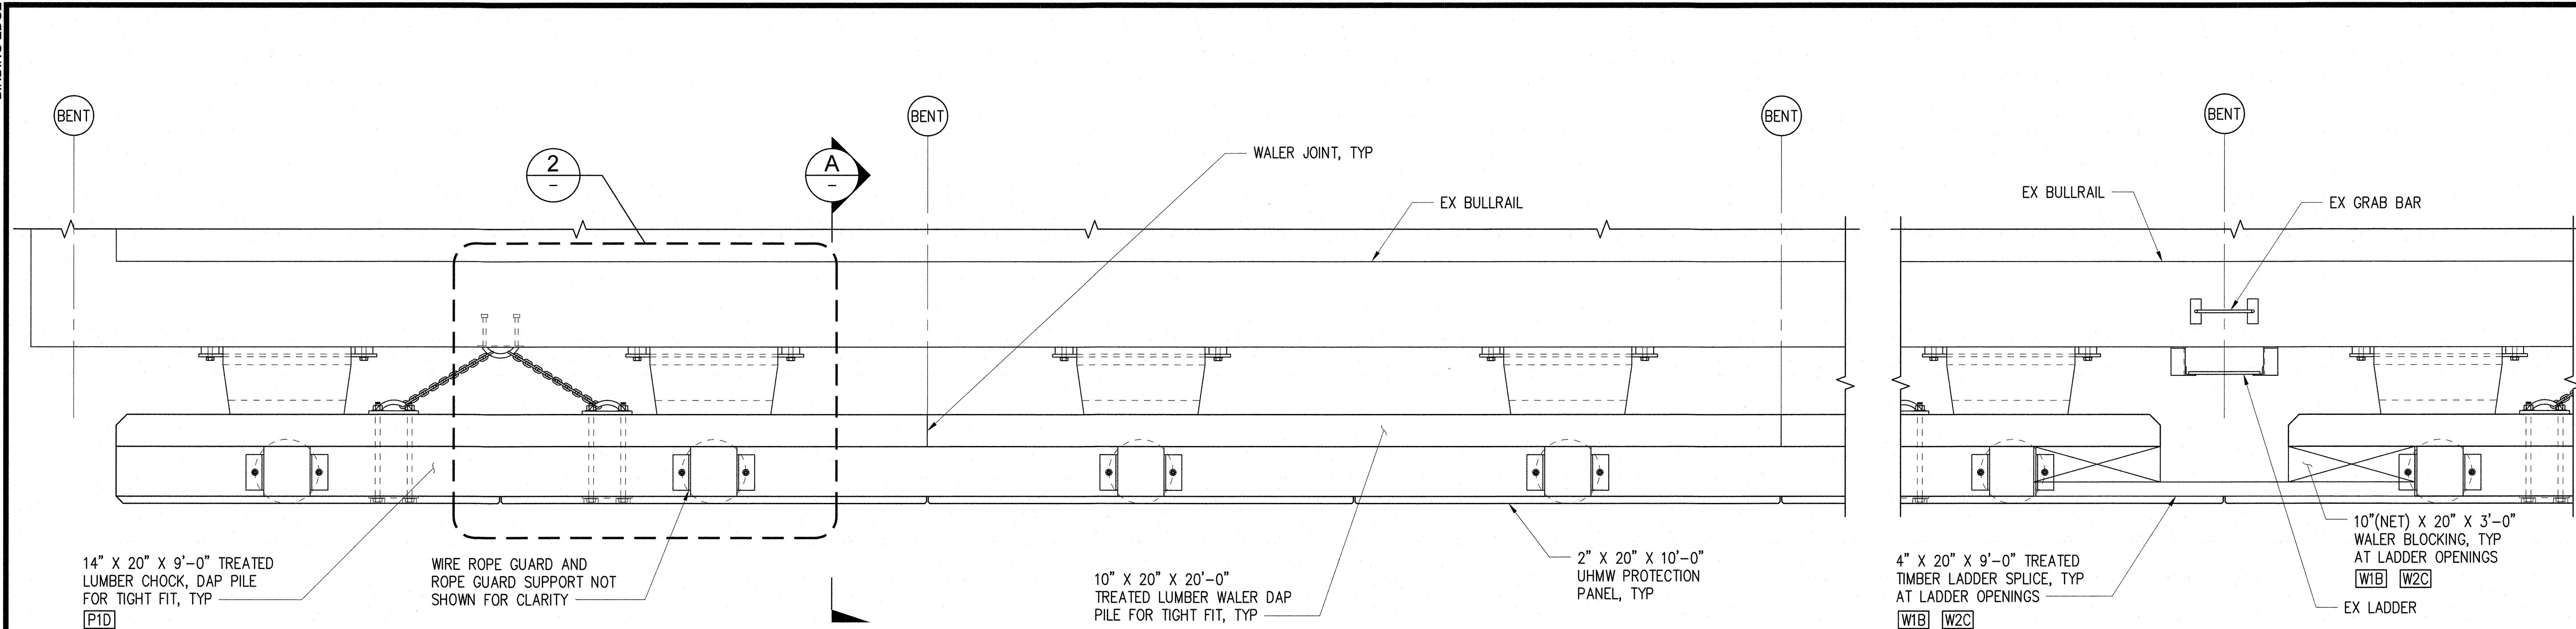 BENT
BENT
BENT
BENT
2
-
A
-
WALER JOINT, TYP
EX BULLRAIL
EX BULLRAIL
EX GRAB BAR
14" X 20" X 9'-0" TREATED
LUMBER CHOCK, DAP PILE
FOR TIGHT FIT, TYP
P1D
WIRE ROPE GUARD AND
ROPE GUARD SUPPORT NOT
SHOWN FOR CLARITY
10" X 20" X 20'-0"
TREATED LUMBER WALER DAP
PILE FOR TIGHT FIT, TYP
2" X 20" X 10'-0"
UHMW PROTECTION
PANEL, TYP
4" X 20" X 9'-0" TREATED
TIMBER LADDER SPLICE, TYP
AT LADDER OPENINGS
W1B W2C
10"(NET) X 20" X 3'-0"
WALER BLOCKING, TYP
AT LADDER OPENINGS
W1B W2C
EX LADDER